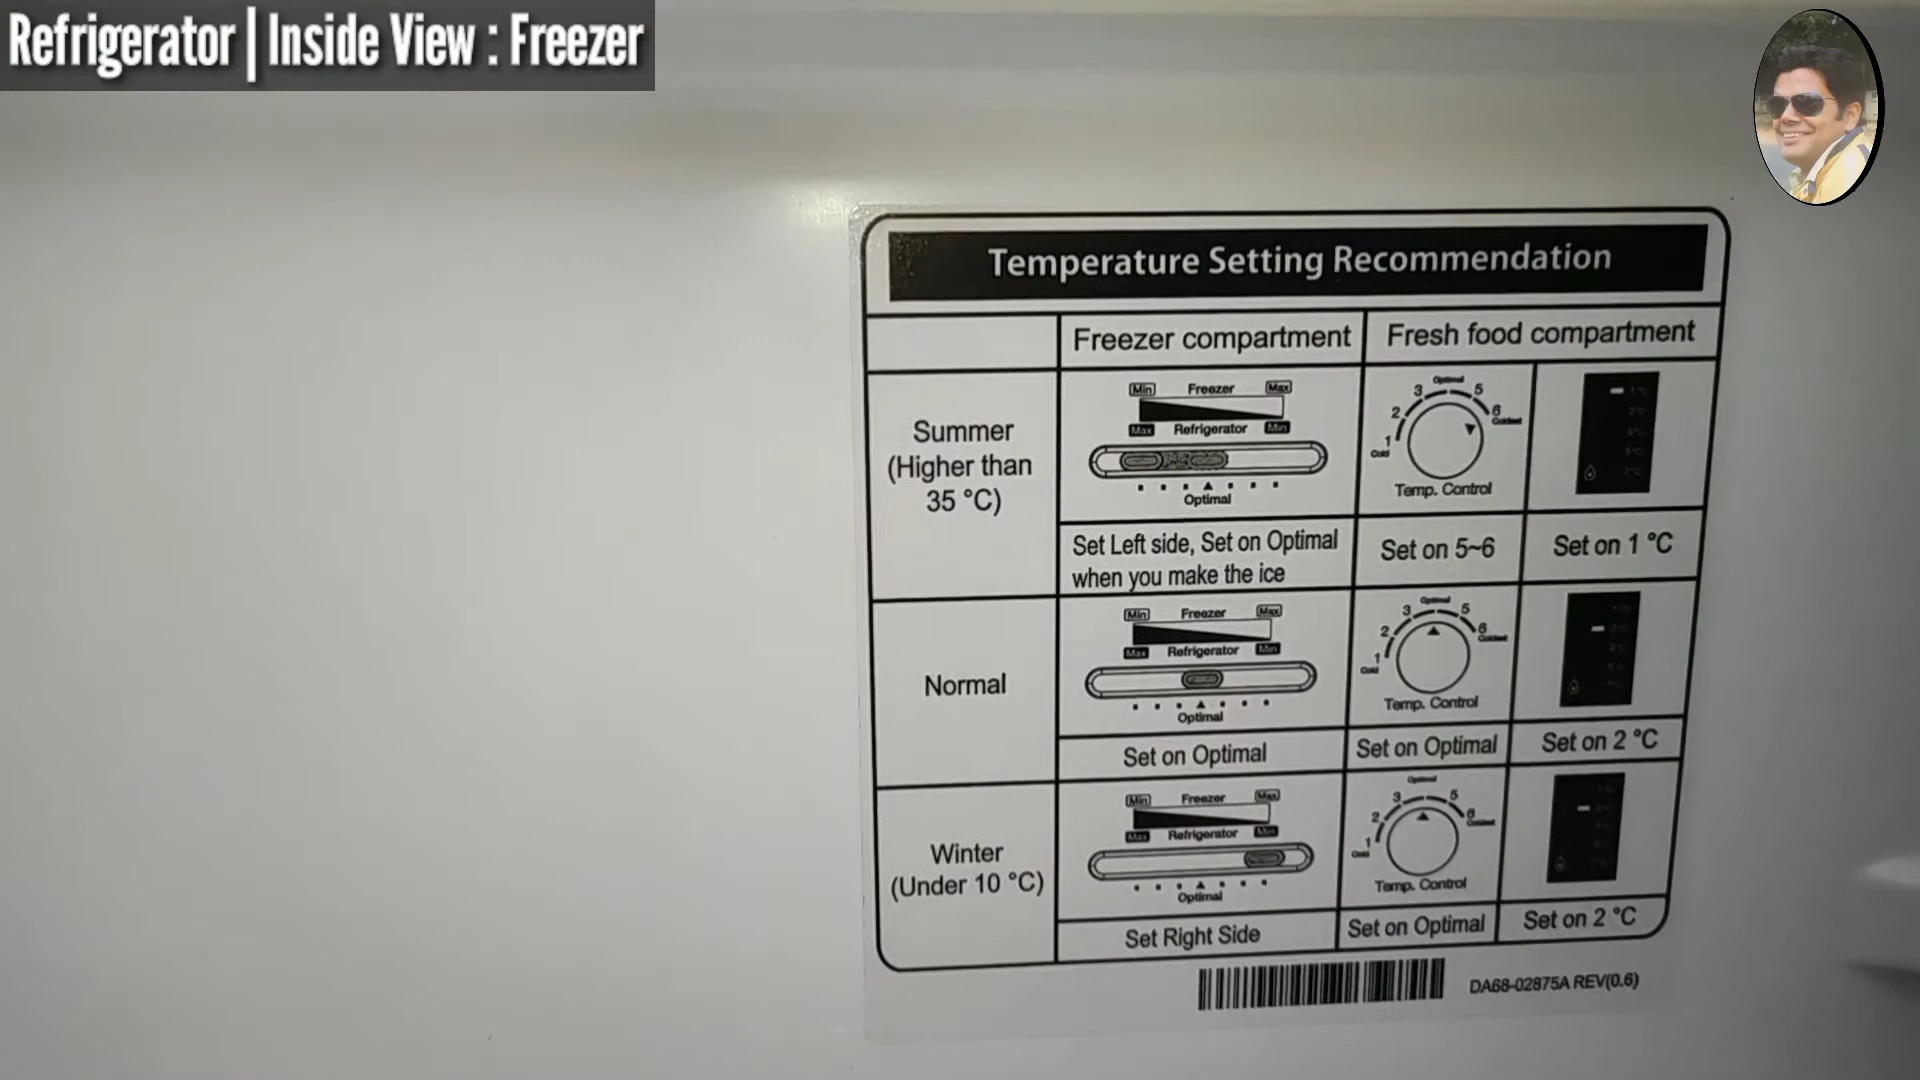 Refrigerator | Inside View : Freezer
Temperature Setting Recommendation
Freezer compartment
Fresh food compartment
Summer
(Higher than
35 °C)
Min Freezer Max
Max Refrigerator Min
Optimal
Optimal
1 2 3 5 6
Cold
Coldest
Temp. Control
1°C
2°C
Set Left side, Set on Optimal
when you make the ice
Set on 5~6
Set on 1 °C
Normal
Min Freezer Max
Max Refrigerator Min
Optimal
Optimal
1 2 3 5 6
Cold
Coldest
Temp. Control
Set on Optimal
Set on Optimal
Set on 2 °C
Winter
(Under 10 °C)
Min Freezer Max
Max Refrigerator Min
Optimal
Optimal
1 2 3 5 6
Cold
Coldest
Temp. Control
Set Right Side
Set on Optimal
Set on 2 °C
DA68-02875A REV(0.6)